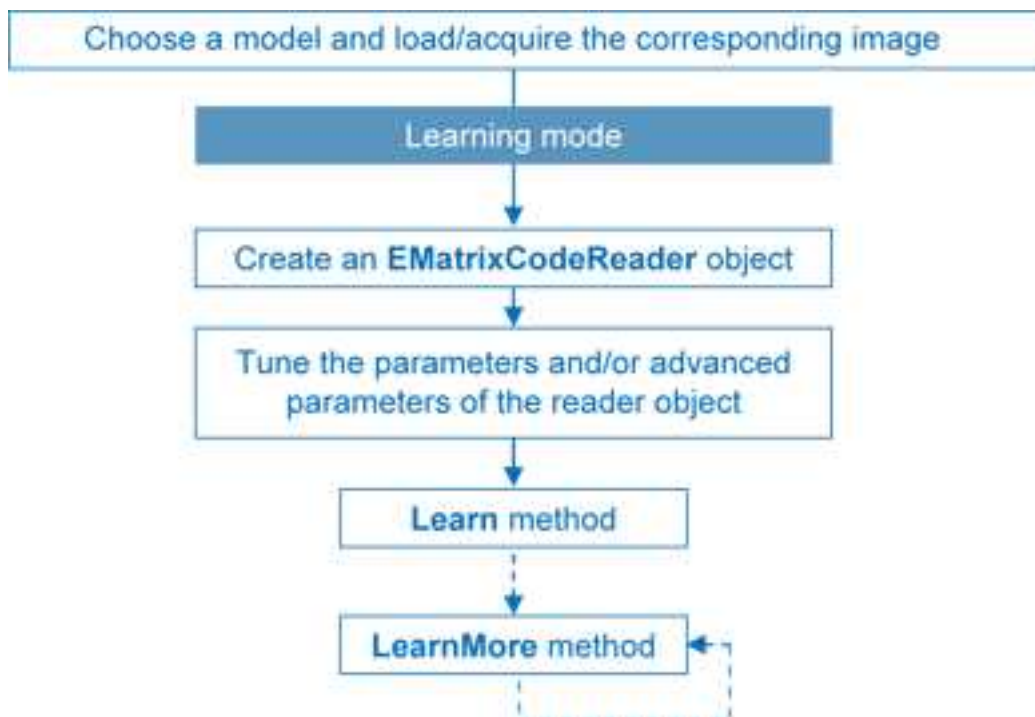 Choose a model and load/acquire the corresponding image
Learning mode
Create an EMatrixCodeReader object
Tune the parameters and/or advanced
parameters of the reader object
Learn method
LearnMore method